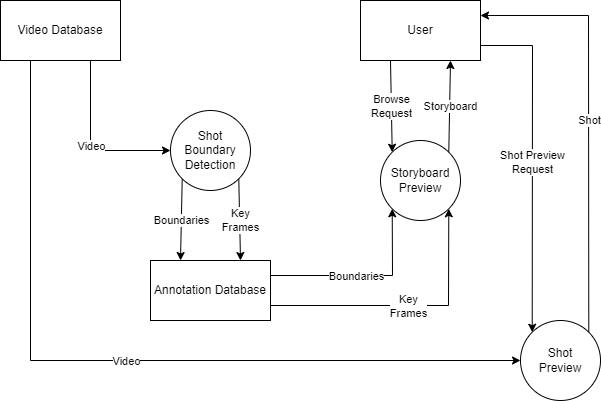 Video Database
User
Browse
Request
Storyboard
Shot
Video
Shot
Boundary
Detection
Shot Preview
Request
Storyboard
Preview
Boundaries
Key
Frames
Boundaries
Annotation Database
Key
Frames
Video
Shot
Preview